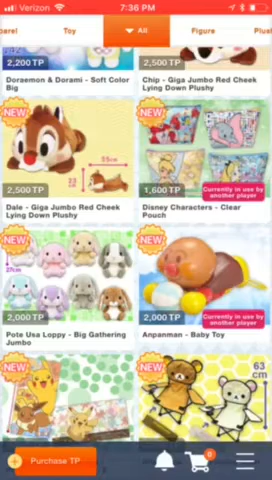 Verizon 7:36 PM
parel Toy All Figure Plus
2,200 TP
2,500 TP
Doraemon & Dorami - Soft Color Big
Chip - Giga Jumbo Red Cheek Lying Down Plushy
NEW
NEW
55cm
2,500 TP
1,600 TP
Currently in use by another player
Dale - Giga Jumbo Red Cheek Lying Down Plushy
Disney Characters - Clear Pouch
NEW
NEW
27cm
2,000 TP
2,000 TP
Currently in use by another player
Pote Usa Loppy - Big Gathering Jumbo
Anpanman - Baby Toy
NEW
NEW
63 cm
Purchase TP
0